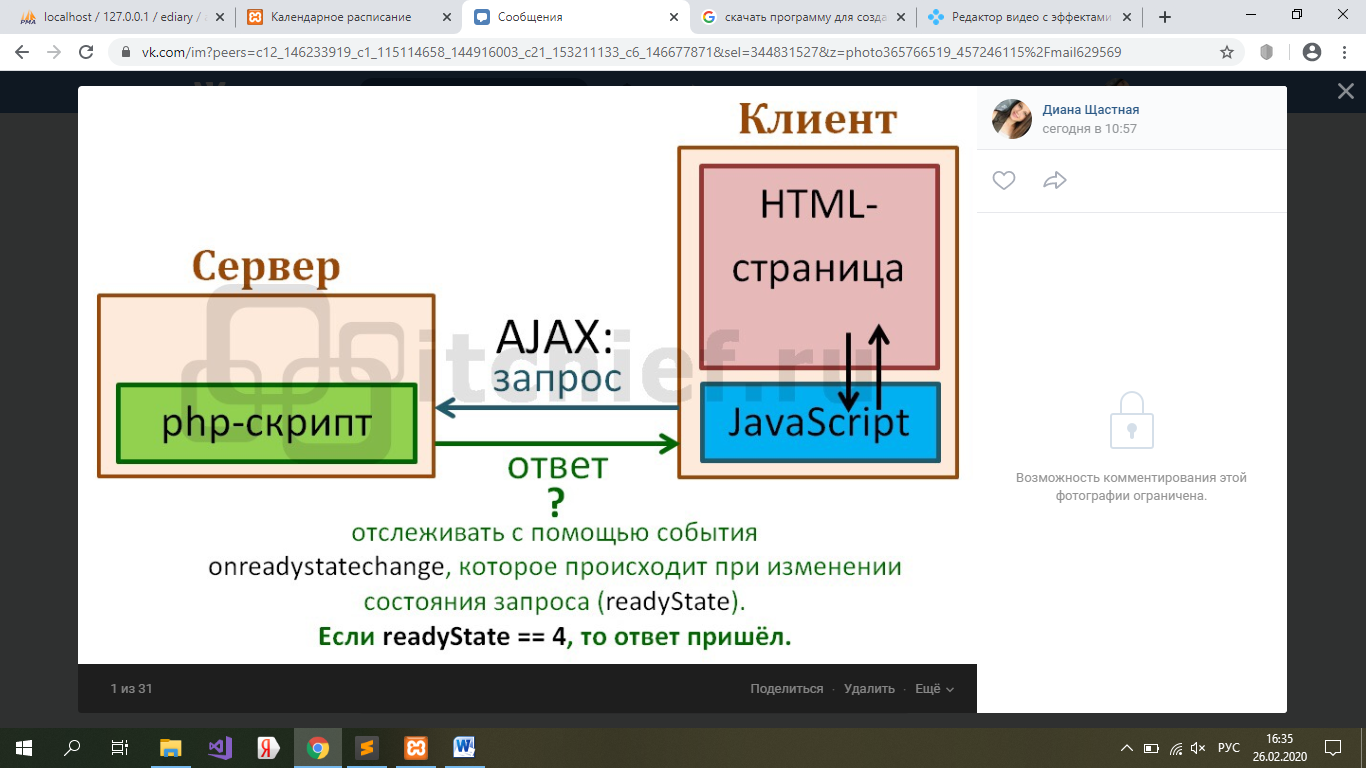 localhost / 127.0.0.1 / ediary /
Календарное расписание
Сообщения
скачать программу для созда
Редактор видео с эффектами
vk.com/im?peers=c12_146233919_c1_115114658_144916003_c21_153211133_c6_146677871&sel=344831527&z=photo365766519_457246115%2Fmail629569
Клиент
HTML-
страница
Сервер
AJAX:
запрос
itchief.ru
php-скрипт
JavaScript
ответ
?
отслеживать с помощью события
onreadystatechange, которое происходит при изменении
состояния запроса (readyState).
Если readyState == 4, то ответ пришёл.
Диана Щастная
сегодня в 10:57
Возможность комментирования этой
фотографии ограничена.
1 из 31
Поделиться · Удалить · Ещё
РУС
16:35
26.02.2020